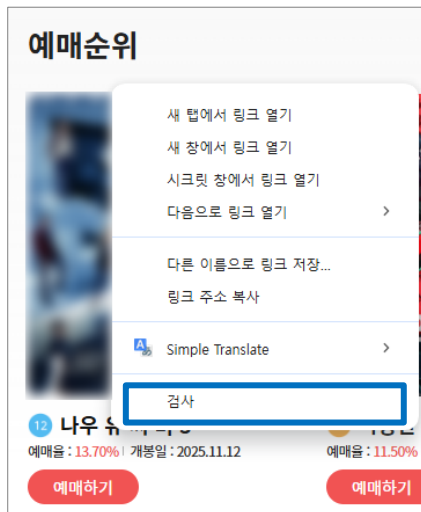 예매순위
새 탭에서 링크 열기
새 창에서 링크 열기
시크릿 창에서 링크 열기
다음으로 링크 열기
다른 이름으로 링크 저장...
링크 주소 복사
Simple Translate
검사
12 나우
예매율 : 13.70% 개봉일 : 2025.11.12
예매율 : 11.50%
예매하기
예매하기